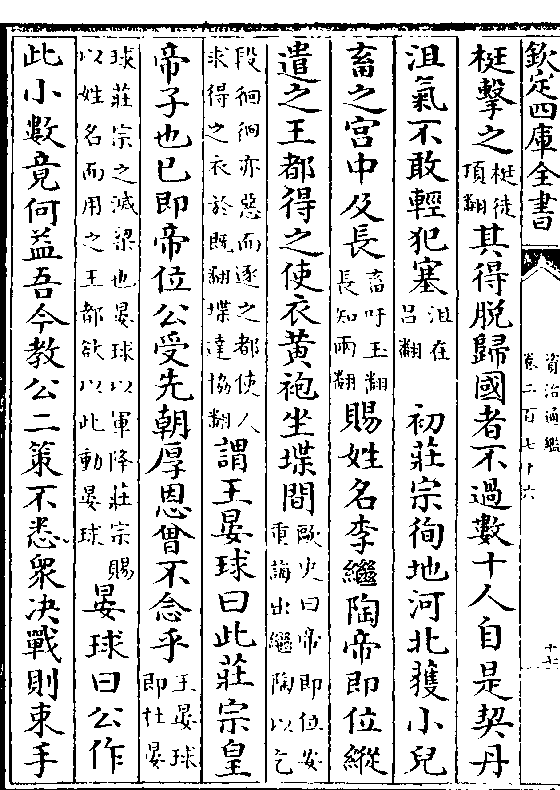 欽定四庫全書
資治通鑑
卷二百七十六
十七
梃擊之梃徒頂翻其得脫歸國者不過數十人自是契丹
沮氣不敢輕犯塞沮在呂翻初莊宗徇地河北獲小兒
畜之宫中及長畜吁玉翻長知兩翻賜姓名李繼陶帝即位縱
遣之王都得之使衣黄袍坐堞間歐史曰帝即位安重誨出繼陶以乞
段徊徊亦惡而逐之都使人求得之衣於既翻堞達協翻謂王晏球曰此莊宗皇
帝子也已即帝位公受先朝厚恩曾不念乎王晏球即杜晏
球莊宗之滅梁也晏球以軍降莊宗賜以姓名而用之王都欲以此動晏球晏球曰公作
此小數竟何益吾今教公二策不悉衆决戰則束手